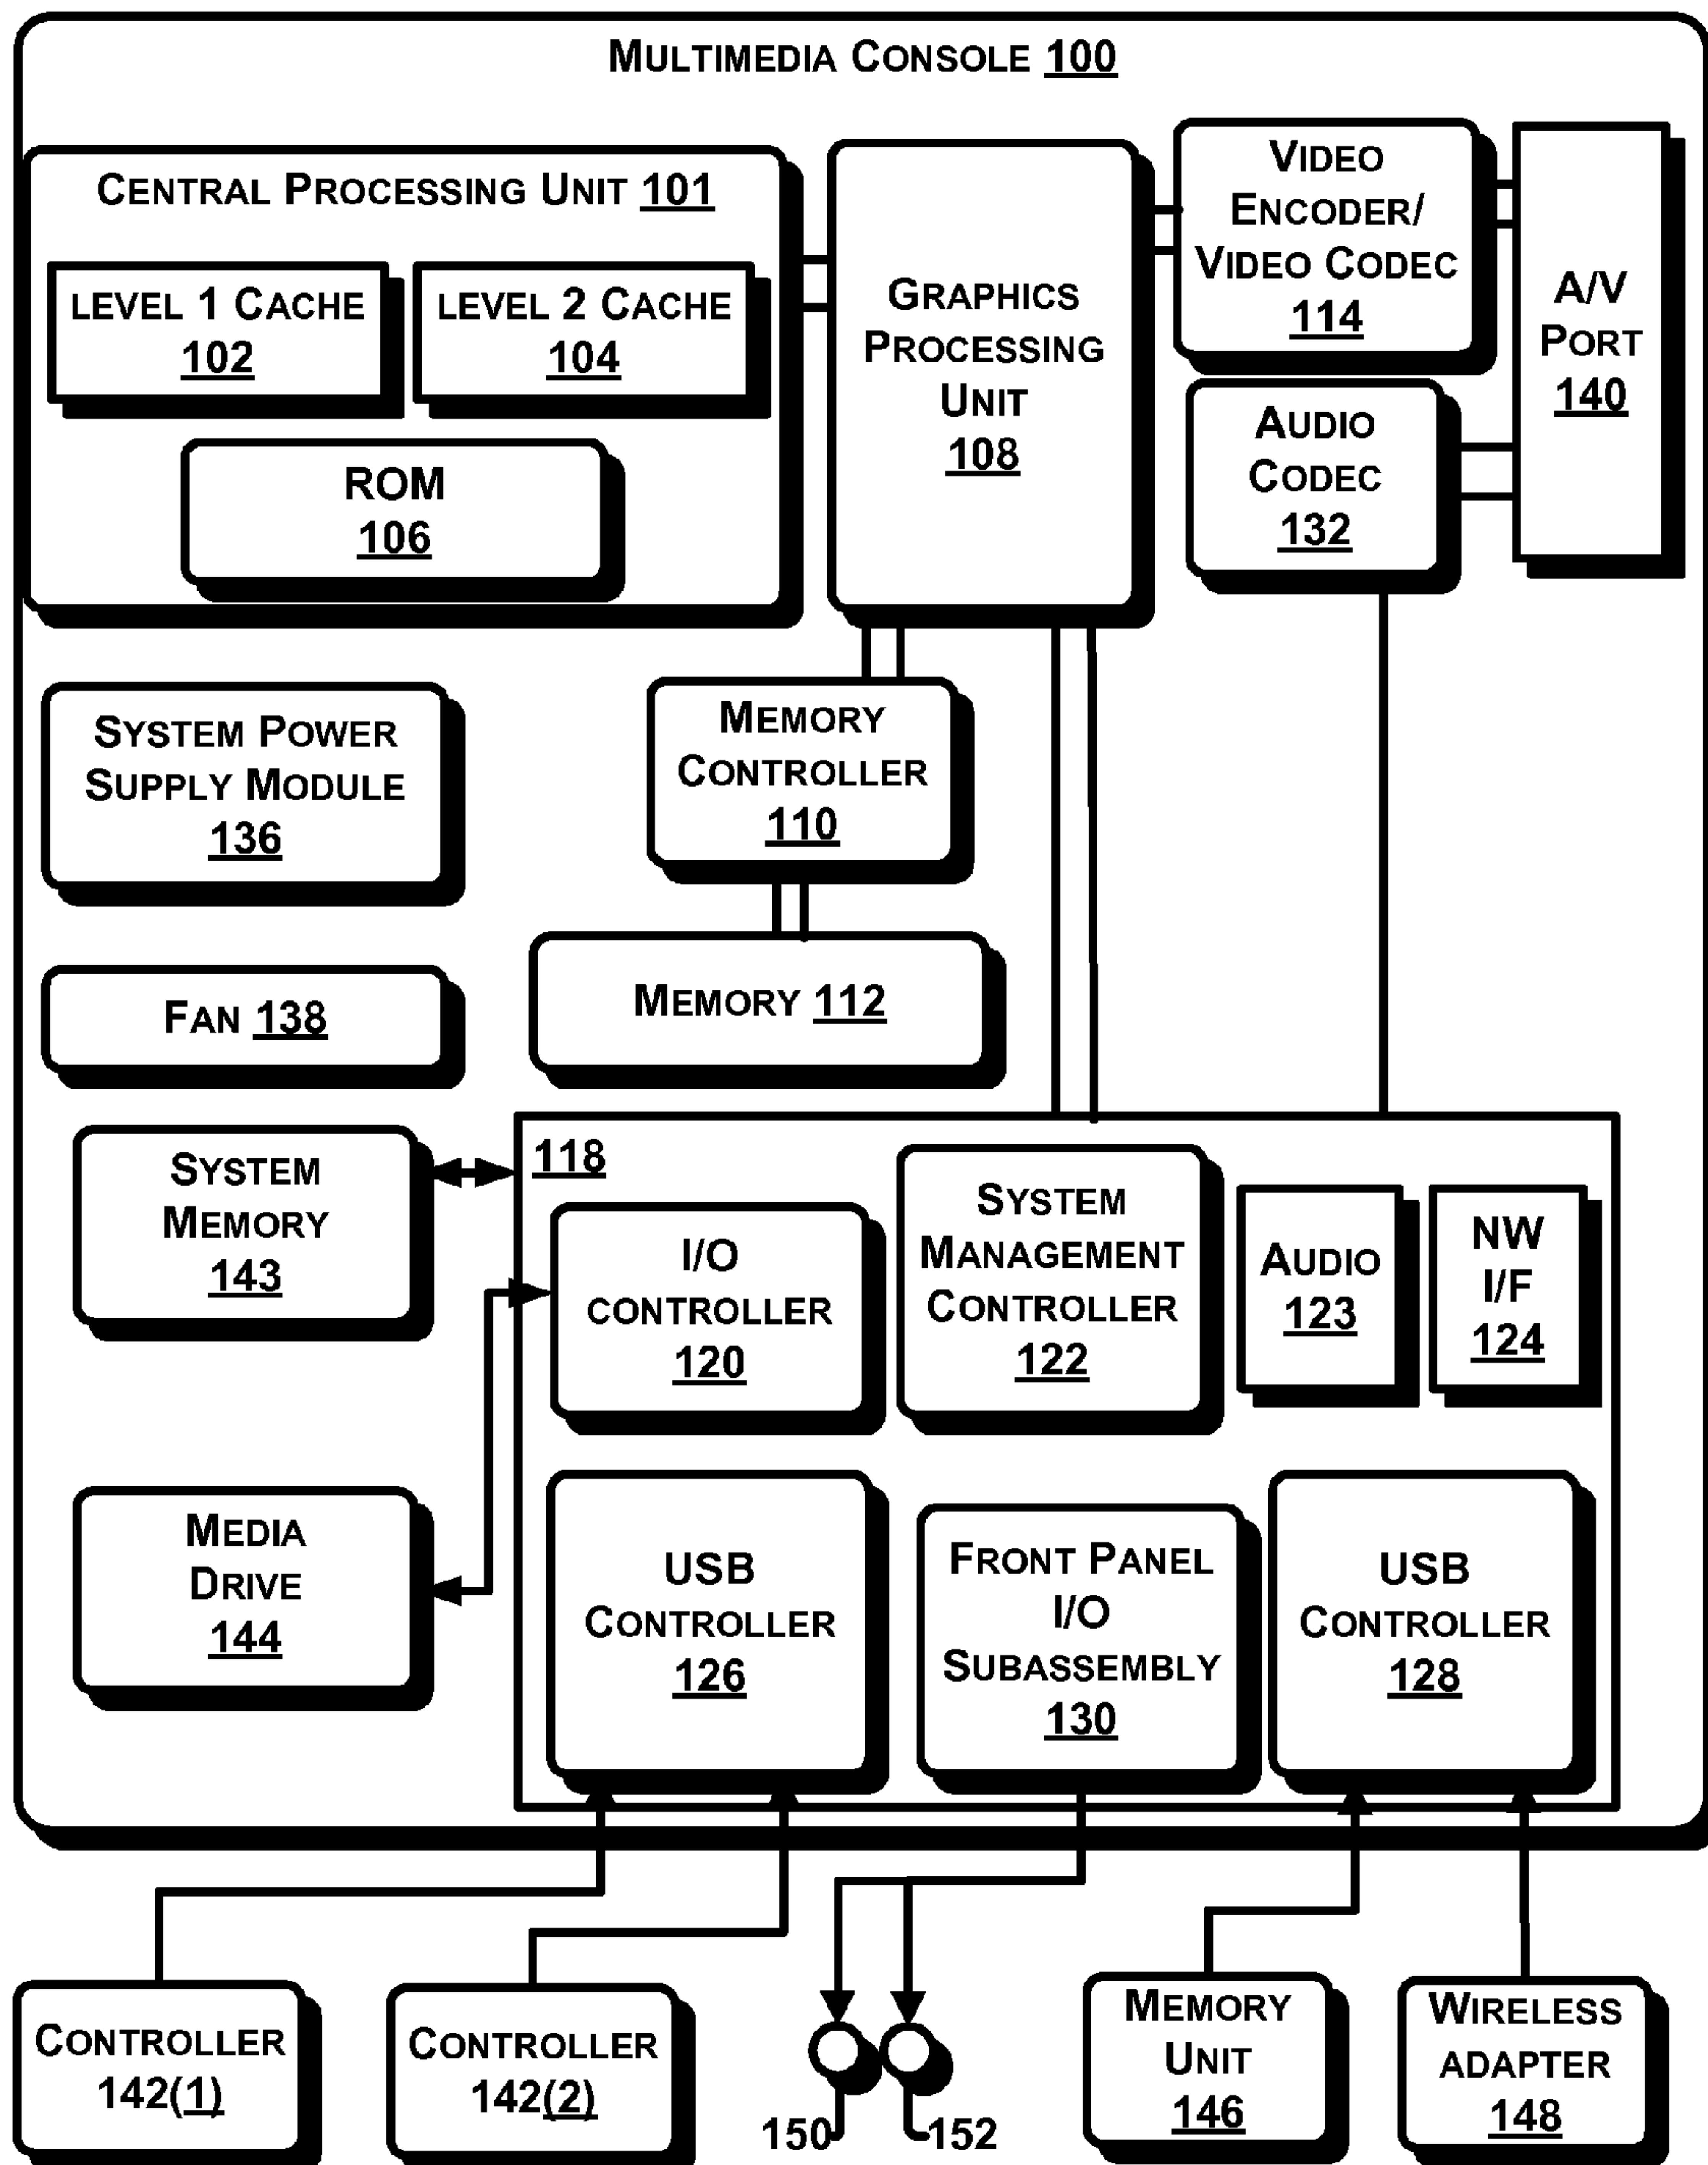 MULTIMEDIA CONSOLE 100
CENTRAL PROCESSING UNIT 101
LEVEL 1 CACHE
102
LEVEL 2 CACHE
104
ROM
106
GRAPHICS
PROCESSING
UNIT
108
VIDEO
ENCODER/
VIDEO CODEC
114
A/V
PORT
140
AUDIO
CODEC
132
SYSTEM POWER
SUPPLY MODULE
136
MEMORY
CONTROLLER
110
FAN 138
MEMORY 112
SYSTEM
MEMORY
143
118
I/O
CONTROLLER
120
SYSTEM
MANAGEMENT
CONTROLLER
122
AUDIO
123
NW
I/F
124
MEDIA
DRIVE
144
USB
CONTROLLER
126
FRONT PANEL
I/O
SUBASSEMBLY
130
USB
CONTROLLER
128
CONTROLLER
142(1)
CONTROLLER
142(2)
150
152
MEMORY
UNIT
146
WIRELESS
ADAPTER
148